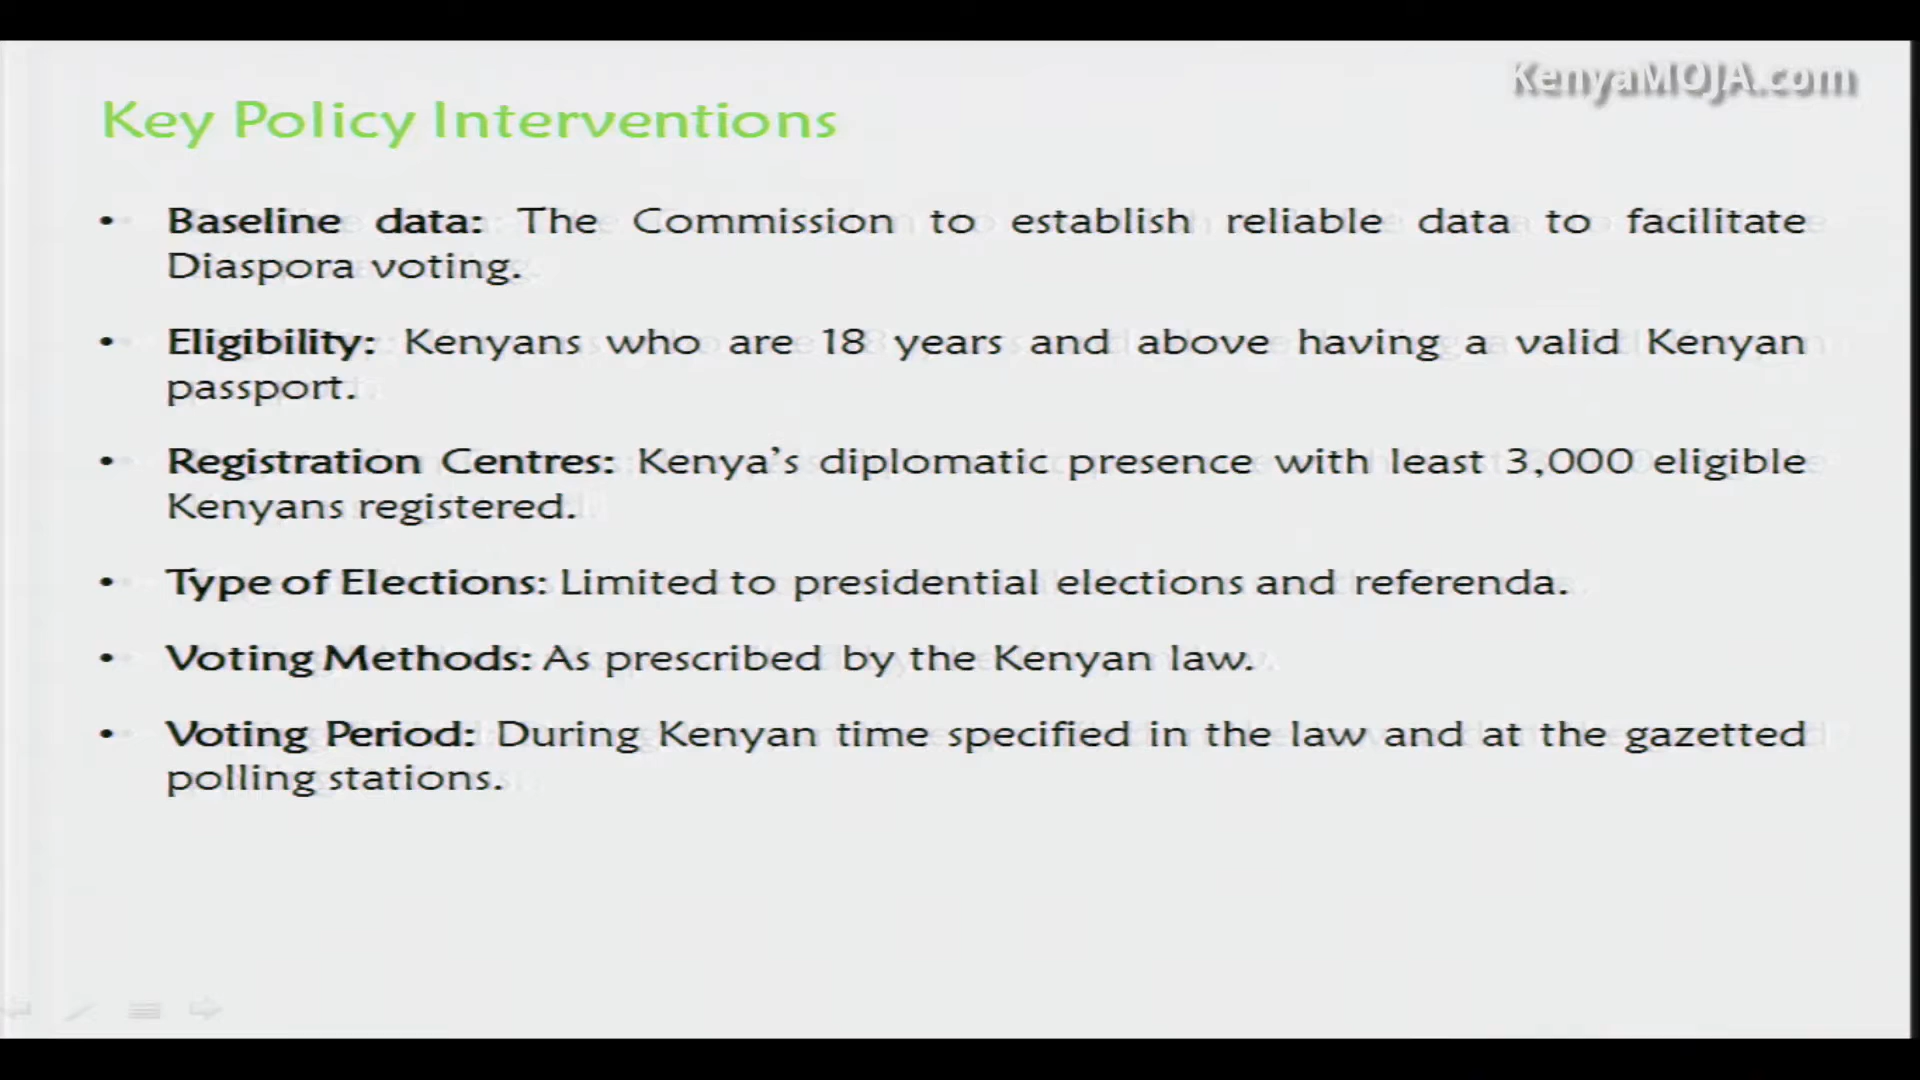 KenyaMOJA.com
Key Policy Interventions
• Baseline data: The Commission to establish reliable data to facilitate
Diaspora voting.
• Eligibility: Kenyans who are 18 years and above having a valid Kenyan
passport.
• Registration Centres: Kenya's diplomatic presence with least 3,000 eligible
Kenyans registered.
• Type of Elections: Limited to presidential elections and referenda.
• Voting Methods: As prescribed by the Kenyan law.
• Voting Period: During Kenyan time specified in the law and at the gazetted
polling stations.